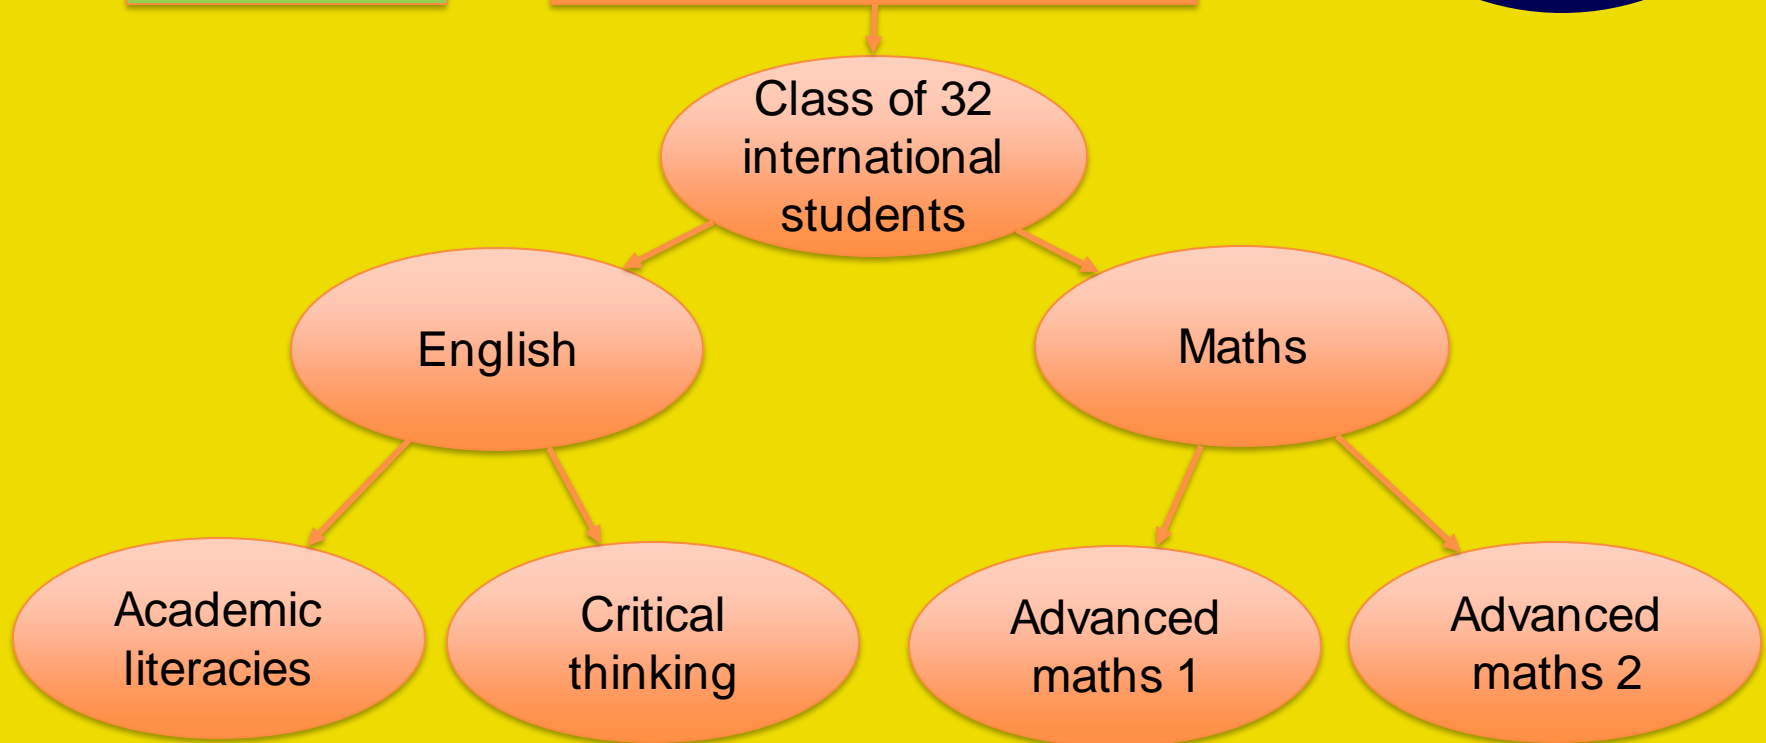 Class of 32
international
students
English
Maths
Academic
literacies
Critical
thinking
Advanced
maths 1
Advanced
maths 2